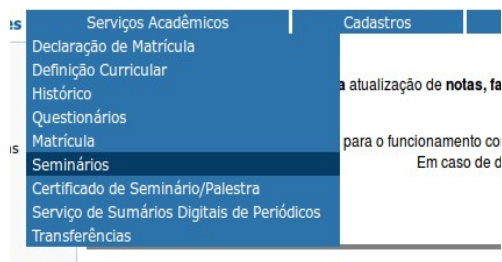 es Serviços Acadêmicos Cadastros
Declaração de Matrícula
Definição Curricular
Histórico
a atualização de notas, fa
Questionários
Matrícula
para o funcionamento co
Seminários
Em caso de d
Certificado de Seminário/Palestra
Serviço de Sumários Digitais de Periódicos
Transferências